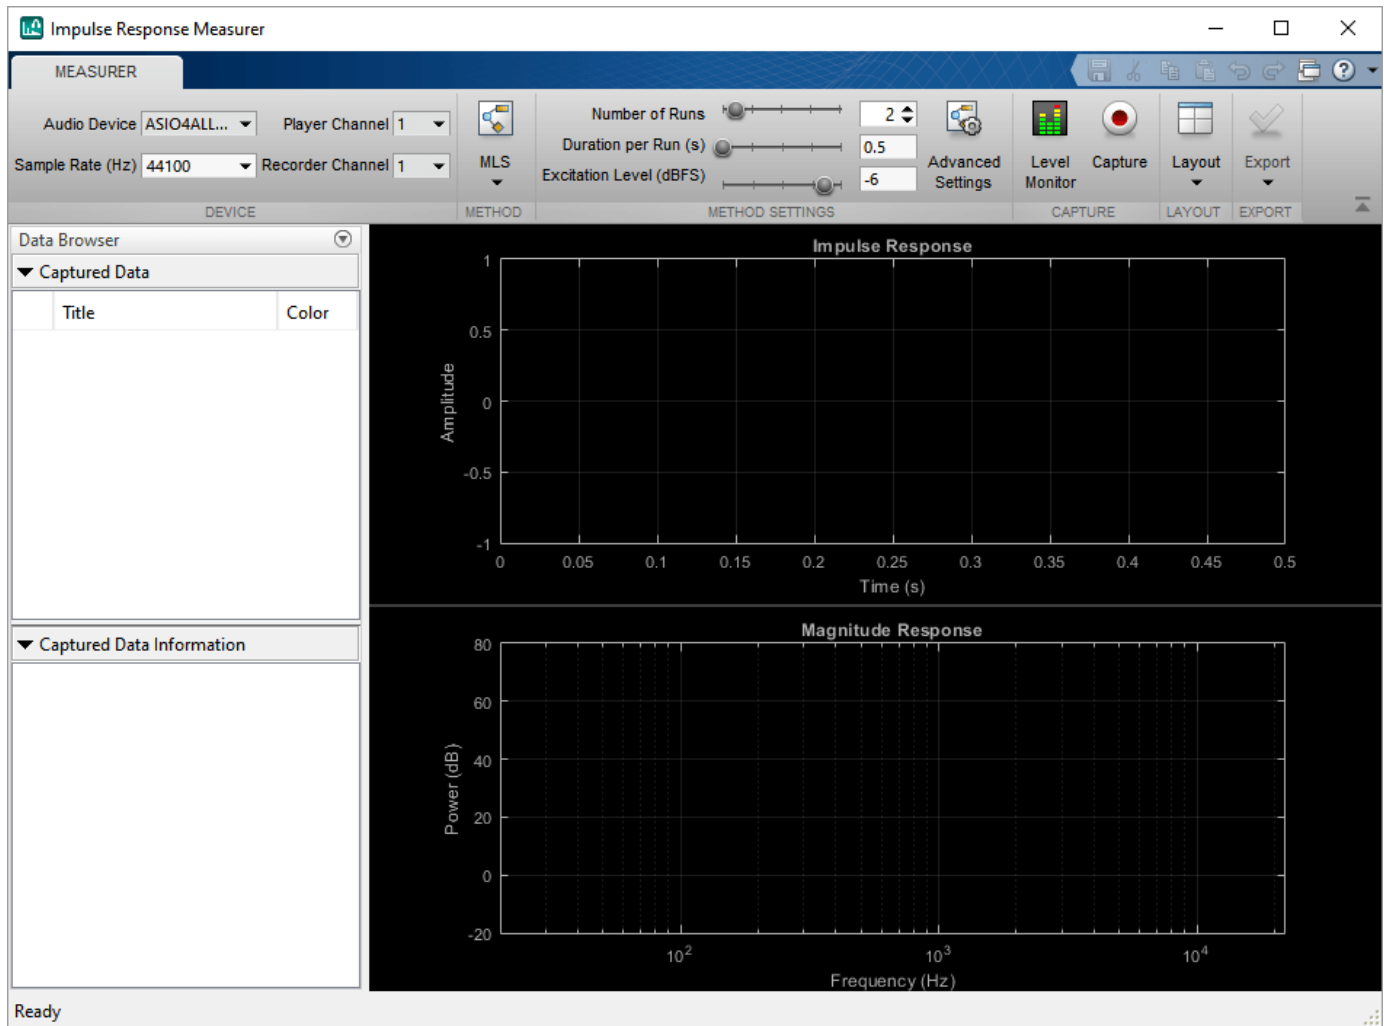 Impulse Response Measurer
MEASURER
Audio Device ASIO4ALL... Player Channel 1
Sample Rate (Hz) 44100 Recorder Channel 1
DEVICE
MLS
METHOD
Number of Runs 2
Duration per Run (s) 0.5
Excitation Level (dBFS) -6
Advanced
Settings
METHOD SETTINGS
Level
Monitor
Capture
CAPTURE
Layout
LAYOUT
Export
EXPORT
Data Browser
Captured Data
Title Color
Captured Data Information
Impulse Response
1
0.5
0
-0.5
-1
Amplitude
0 0.05 0.1 0.15 0.2 0.25 0.3 0.35 0.4 0.45 0.5
Time (s)
Magnitude Response
80
60
40
20
0
-20
Power (dB)
10² 10³ 10⁴
Frequency (Hz)
Ready